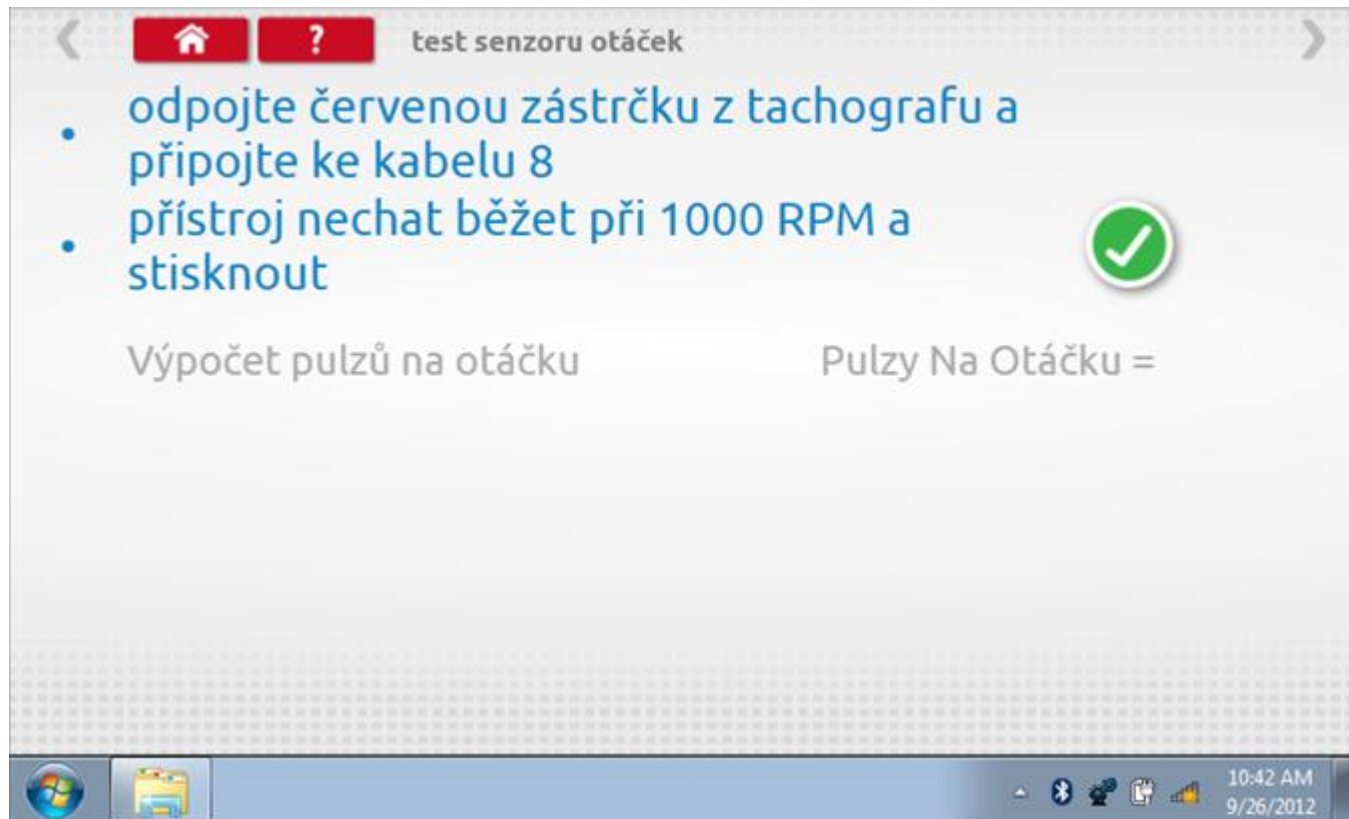 ? test senzoru otáček
• odpojte červenou zástrčku z tachografu a
připojte ke kabelu 8
• přístroj nechat běžet při 1000 RPM a
stisknout
Výpočet pulzů na otáčku Pulzy Na Otáčku =
10:42 AM
9/26/2012